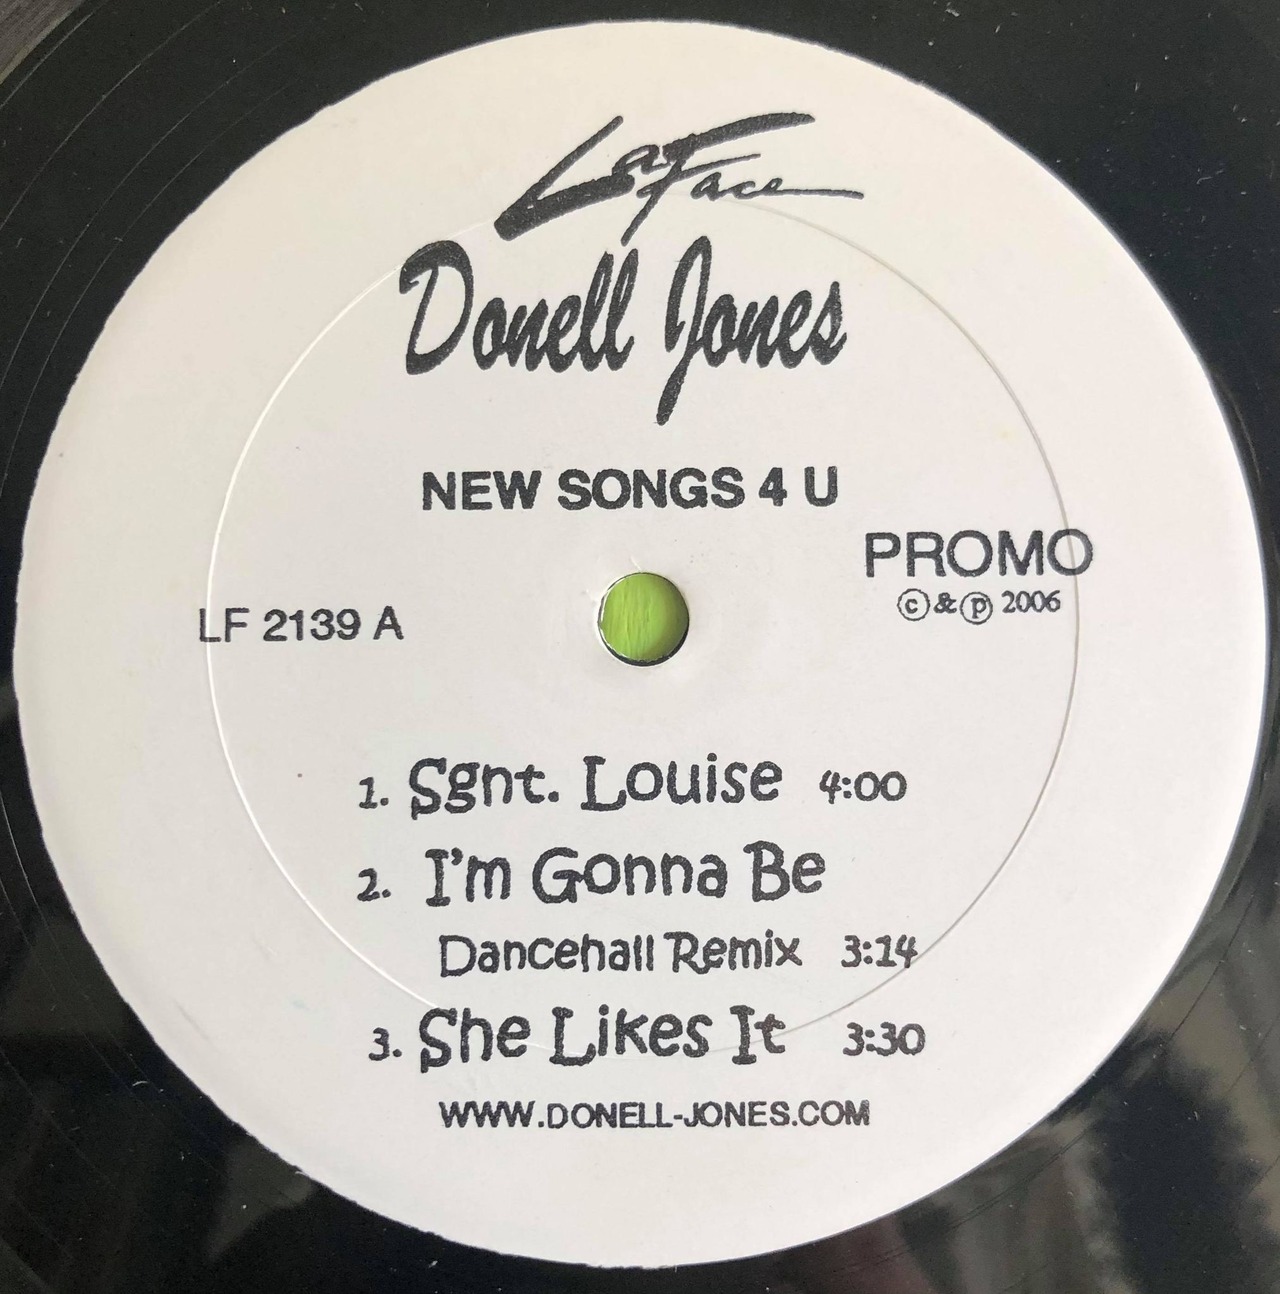 LaFace
Donell Jones
NEW SONGS 4 U
PROMO
©&℗ 2006
LF 2139 A
1. Sgnt. Louise 4:00
2. I'm Gonna Be
Dancehall Remix 3:14
3. She Likes It 3:30
WWW.DONELL-JONES.COM